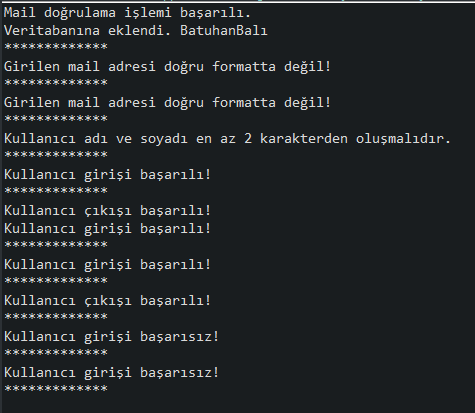 Mail doğrulama işlemi başarılı.
Veritabanına eklendi. BatuhanBalı
*************
Girilen mail adresi doğru formatta değil!
*************
Girilen mail adresi doğru formatta değil!
*************
Kullanıcı adı ve soyadı en az 2 karakterden oluşmalıdır.
*************
Kullanıcı girişi başarılı!
*************
Kullanıcı çıkışı başarılı!
Kullanıcı girişi başarılı!
*************
Kullanıcı girişi başarılı!
*************
Kullanıcı çıkışı başarılı!
*************
Kullanıcı girişi başarısız!
*************
Kullanıcı girişi başarısız!
*************